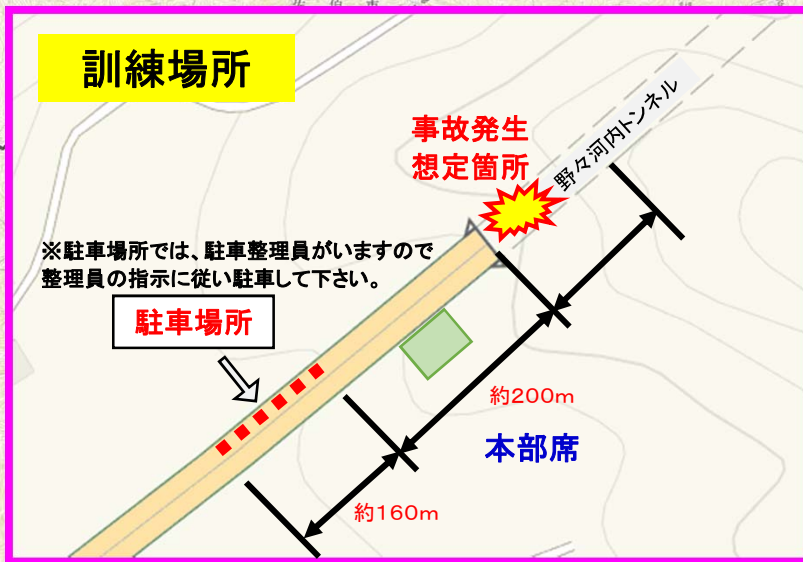 訓練場所
事故発生
想定箇所
野々河内トンネル
※駐車場所では、駐車整理員がいますので
整理員の指示に従い駐車して下さい。
駐車場所
約200m
本部席
約160m